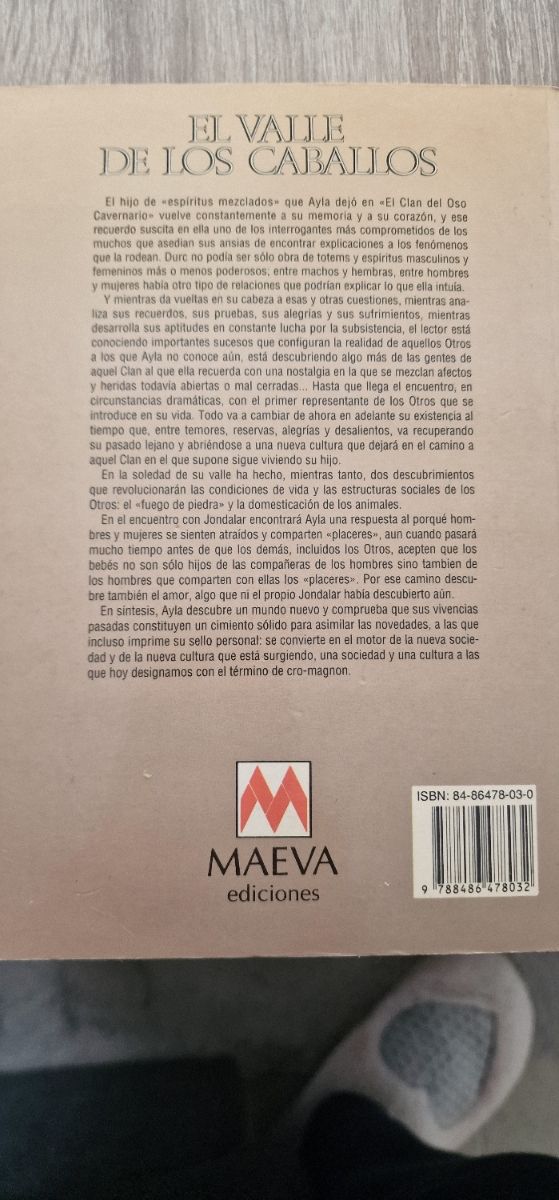 EL VALLE
DE LOS CABALLOS
El hijo de «espíritus mezclados» que Ayla dejó en «El Clan del Oso
Cavernario» vuelve constantemente a su memoria y a su corazón, y ese
recuerdo suscita en ella uno de los interrogantes más comprometidos de los
muchos que asedian sus ansias de encontrar explicaciones a los fenómenos
que la rodean. Durc no podía ser sólo obra de totems y espíritus masculinos y
femeninos más o menos poderosos; entre machos y hembras, entre hombres
y mujeres había otro tipo de relaciones que podrían explicar lo que ella intuía.
Y mientras da vueltas en su cabeza a esas y otras cuestiones, mientras ana-
liza sus recuerdos, sus pruebas, sus alegrías y sus sufrimientos, mientras
desarrolla sus aptitudes en constante lucha por la subsistencia, el lector está
conociendo importantes sucesos que configuran la realidad de aquellos Otros
a los que Ayla no conoce aún, está descubriendo algo más de las gentes de
aquel Clan al que ella recuerda con una nostalgia en la que se mezclan afectos
y heridas todavía abiertas o mal cerradas... Hasta que llega el encuentro, en
circunstancias dramáticas, con el primer representante de los Otros que se
introduce en su vida. Todo va a cambiar de ahora en adelante su existencia al
tiempo que, entre temores, reservas, alegrías y desalientos, va recuperando
su pasado lejano y abriéndose a una nueva cultura que dejará en el camino a
aquel Clan en el que supone sigue viviendo su hijo.
En la soledad de su valle ha hecho, mientras tanto, dos descubrimientos
que revolucionarán las condiciones de vida y las estructuras sociales de los
Otros: el «fuego de piedra» y la domesticación de los animales.
En el encuentro con Jondalar encontrará Ayla una respuesta al porqué hom-
bres y mujeres se sienten atraídos y comparten «placeres», aun cuando pasará
mucho tiempo antes de que los demás, incluidos los Otros, acepten que los
bebés no son sólo hijos de las compañeras de los hombres sino tambien de
los hombres que comparten con ellas los «placeres». Por ese camino descu-
bre también el amor, algo que ni el propio Jondalar había descubierto aún.
En síntesis, Ayla descubre un mundo nuevo y comprueba que sus vivencias
pasadas constituyen un cimiento sólido para asimilar las novedades, a las que
incluso imprime su sello personal: se convierte en el motor de la nueva socie-
dad y de la nueva cultura que está surgiendo, una sociedad y una cultura a las
que hoy designamos con el término de cro-magnon.
MAEVA
ediciones
ISBN: 84-86478-03-0
9 788486 478032